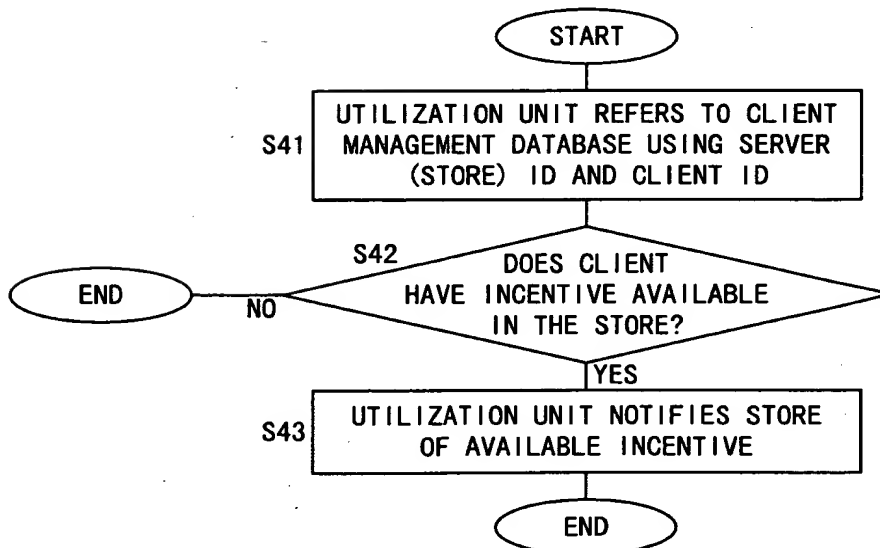 START
S41
UTILIZATION UNIT REFERS TO CLIENT
MANAGEMENT DATABASE USING SERVER
(STORE) ID AND CLIENT ID
S42
DOES CLIENT
HAVE INCENTIVE AVAILABLE
IN THE STORE?
END
NO
YES
S43
UTILIZATION UNIT NOTIFIES STORE
OF AVAILABLE INCENTIVE
END